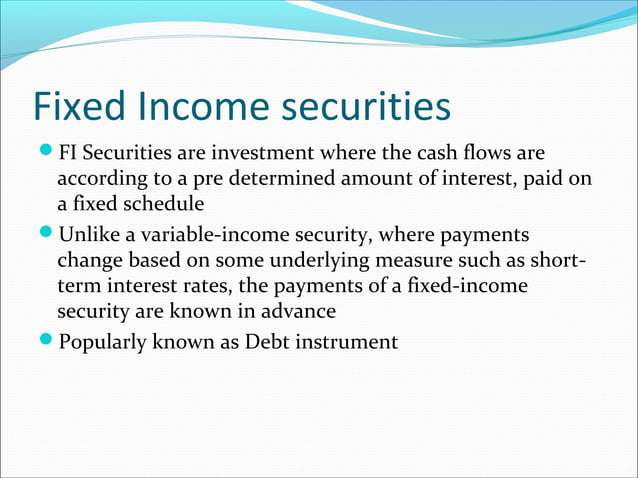 Fixed Income securities
FI Securities are investment where the cash flows are
according to a pre determined amount of interest, paid on
a fixed schedule
Unlike a variable-income security, where payments
change based on some underlying measure such as short-
term interest rates, the payments of a fixed-income
security are known in advance
Popularly known as Debt instrument